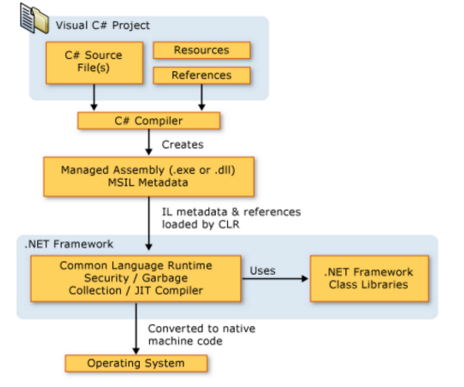 Visual C# Project
C# Source
File(s)
Resources
References
C# Compiler
Creates
Managed Assembly (.exe or .dll)
MSIL Metadata
IL metadata & references
loaded by CLR
.NET Framework
Common Language Runtime
Security / Garbage
Collection / JIT Compiler
Uses
.NET Framework
Class Libraries
Converted to native
machine code
Operating System